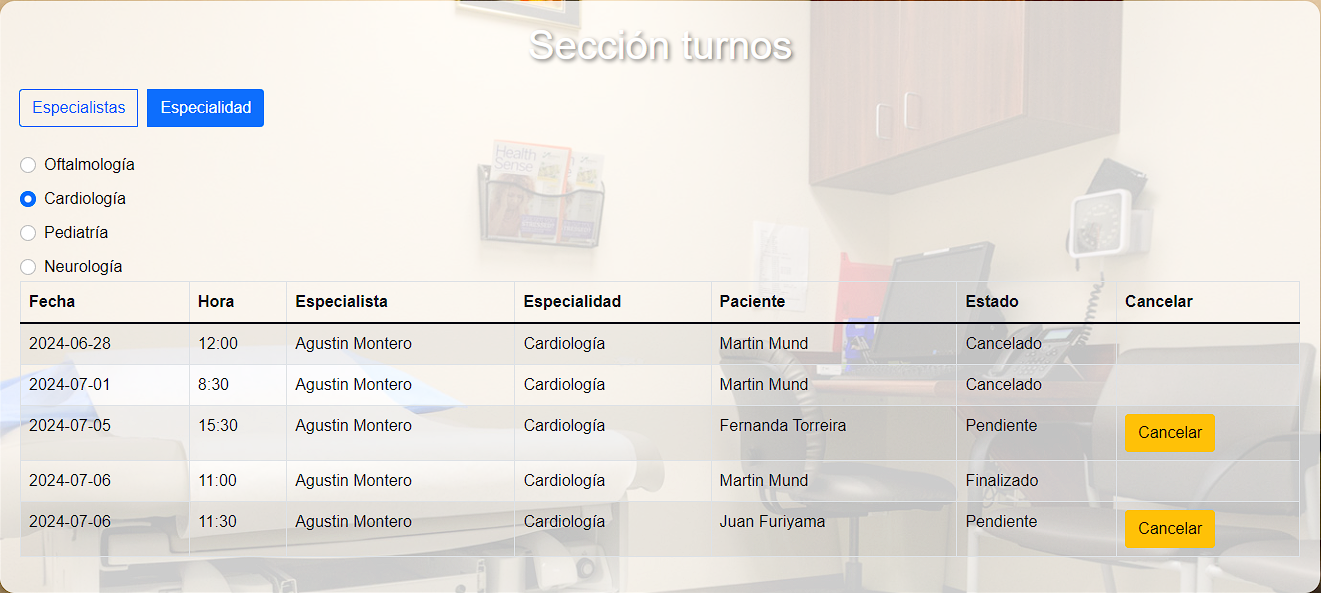 Sección turnos
Especialistas Especialidad
Oftalmología
Cardiología
Pediatría
Neurología
Fecha Hora Especialista Especialidad Paciente Estado Cancelar
2024-06-28 12:00 Agustin Montero Cardiología Martin Mund Cancelado
2024-07-01 8:30 Agustin Montero Cardiología Martin Mund Cancelado
2024-07-05 15:30 Agustin Montero Cardiología Fernanda Torreira Pendiente Cancelar
2024-07-06 11:00 Agustin Montero Cardiología Martin Mund Finalizado
2024-07-06 11:30 Agustin Montero Cardiología Juan Furiyama Pendiente Cancelar
Health
Sense